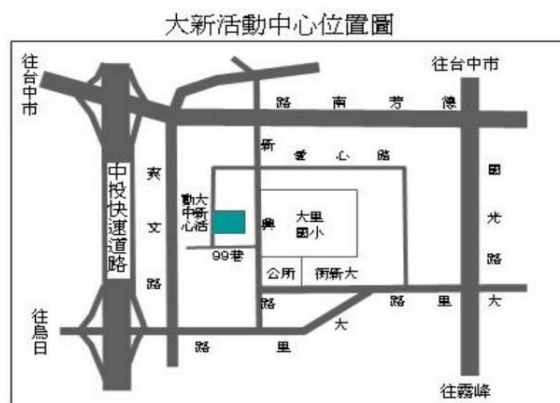 大新活動中心位置圖
往台中市
往台中市
路南芳德
新興路
愛心路
國光路
中投快速道路
爽文路
大新活動中心
大里國小
99巷
公所
街新大
路里大
路里大
往烏日
往霧峰